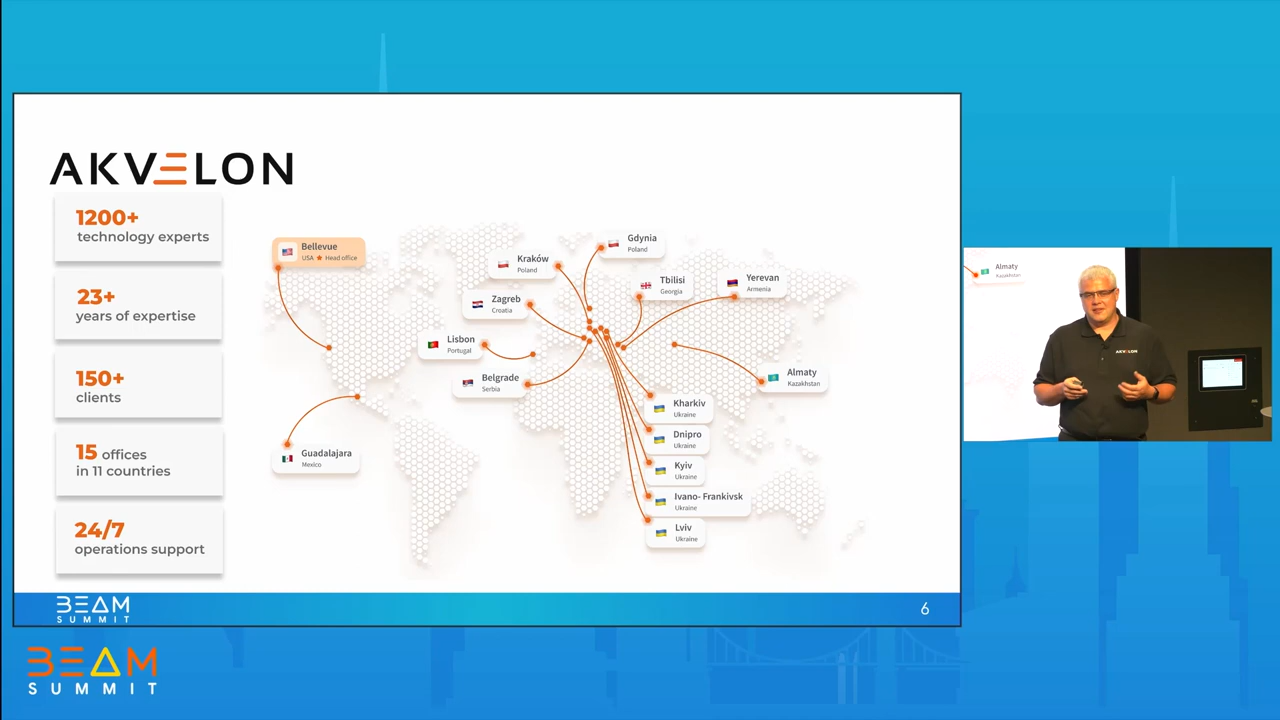 AKVELON
1200+
technology experts
23+
years of expertise
150+
clients
15 offices
in 11 countries
24/7
operations support
Bellevue
USA ★ Head office
Kraków
Poland
Gdynia
Poland
Tbilisi
Georgia
Yerevan
Armenia
Zagreb
Croatia
Lisbon
Portugal
Belgrade
Serbia
Almaty
Kazakhstan
Kharkiv
Ukraine
Dnipro
Ukraine
Kyiv
Ukraine
Ivano- Frankivsk
Ukraine
Lviv
Ukraine
Guadalajara
Mexico
BEAM
SUMMIT
6
Almaty
Kazakhstan
AKVELON
BEAM
SUMMIT